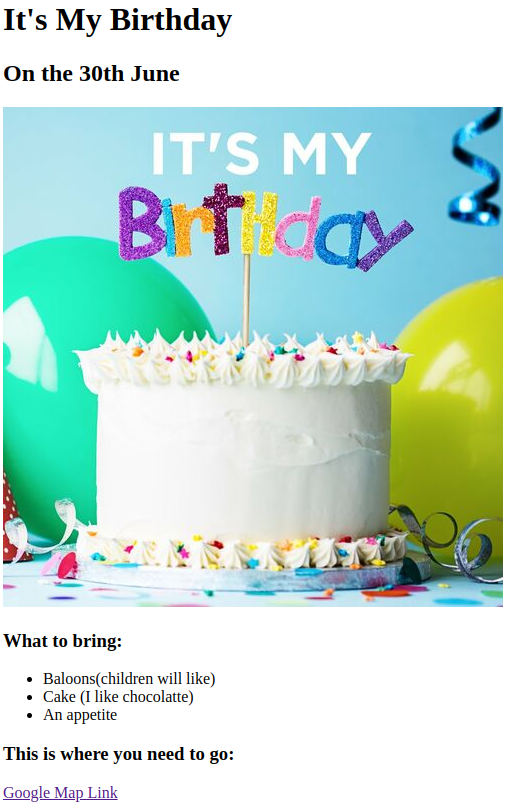 It's My Birthday
On the 30th June
IT'S MY
Birthday
What to bring:
Baloons(children will like)
Cake (I like chocolatte)
An appetite
This is where you need to go:
Google Map Link